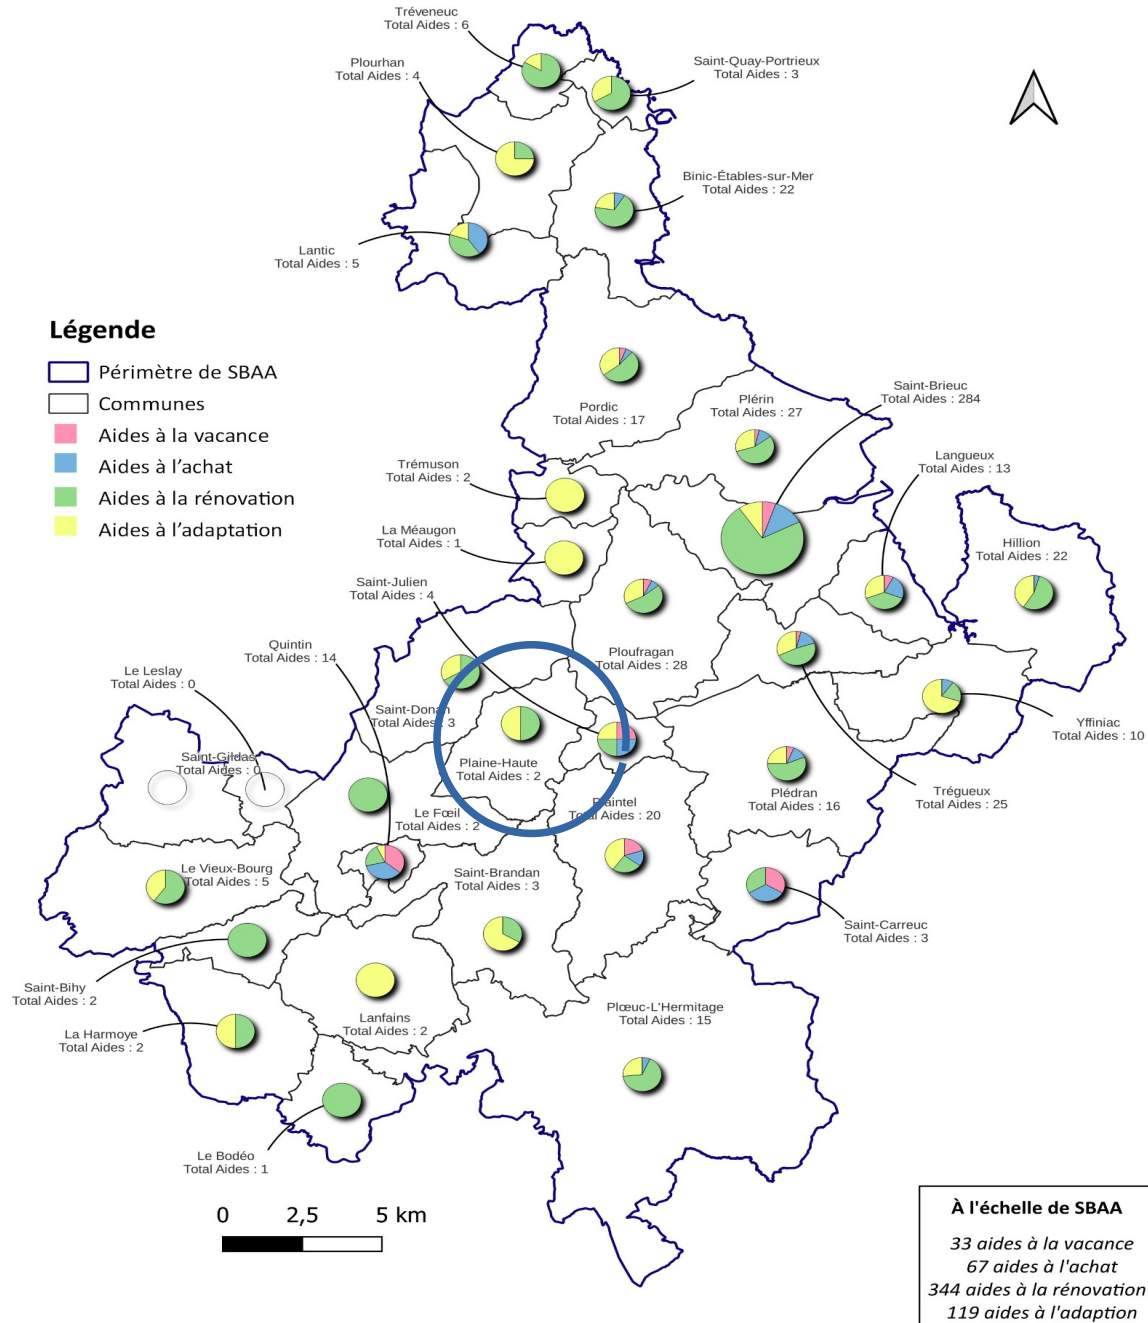 Tréveneuc
Total Aides : 6
Plourhan
Total Aides : 4
Saint-Quay-Portrieux
Total Aides : 3
Binic-Étables-sur-Mer
Total Aides : 22
Lantic
Total Aides : 5
Légende
Périmètre de SBAA
Communes
Aides à la vacance
Aides à l'achat
Aides à la rénovation
Aides à l'adaptation
Pordic
Total Aides : 17
Plérin
Total Aides : 27
Saint-Brieuc
Total Aides : 284
Trémuson
Total Aides : 2
Langueux
Total Aides : 13
La Méaugon
Total Aides : 1
Hillion
Total Aides : 22
Saint-Julien
Total Aides : 4
Quintin
Total Aides : 14
Ploufragan
Total Aides : 28
Le Leslay
Total Aides : 0
Saint-Donan
Total Aides : 3
Yffiniac
Total Aides : 10
Saint-Gildas
Total Aides : 0
Plaine-Haute
Total Aides : 2
Plédran
Total Aides : 16
Trégueux
Total Aides : 25
Le Fœil
Total Aides : 2
Plaintel
Total Aides : 20
Le Vieux-Bourg
Total Aides : 5
Saint-Brandan
Total Aides : 3
Saint-Carreuc
Total Aides : 3
Saint-Bihy
Total Aides : 2
La Harmoye
Total Aides : 2
Lanfains
Total Aides : 2
Plœuc-L'Hermitage
Total Aides : 15
Le Bodéo
Total Aides : 1
0 2,5 5 km
À l'échelle de SBAA
33 aides à la vacance
67 aides à l'achat
344 aides à la rénovation
119 aides à l'adaption